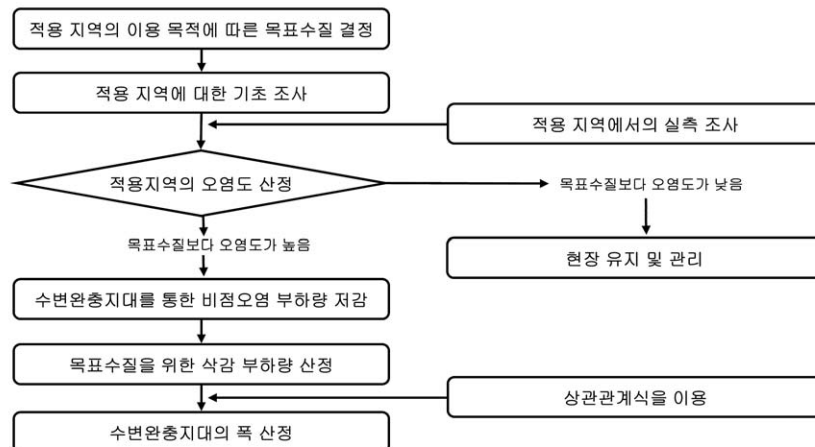 적용 지역의 이용 목적에 따른 목표수질 결정
적용 지역에 대한 기초 조사
적용 지역에서의 실측 조사
적용지역의 오염도 산정
목표수질보다 오염도가 낮음
목표수질보다 오염도가 높음
현장 유지 및 관리
수변완충지대를 통한 비점오염 부하량 저감
목표수질을 위한 삭감 부하량 산정
상관관계식을 이용
수변완충지대의 폭 산정